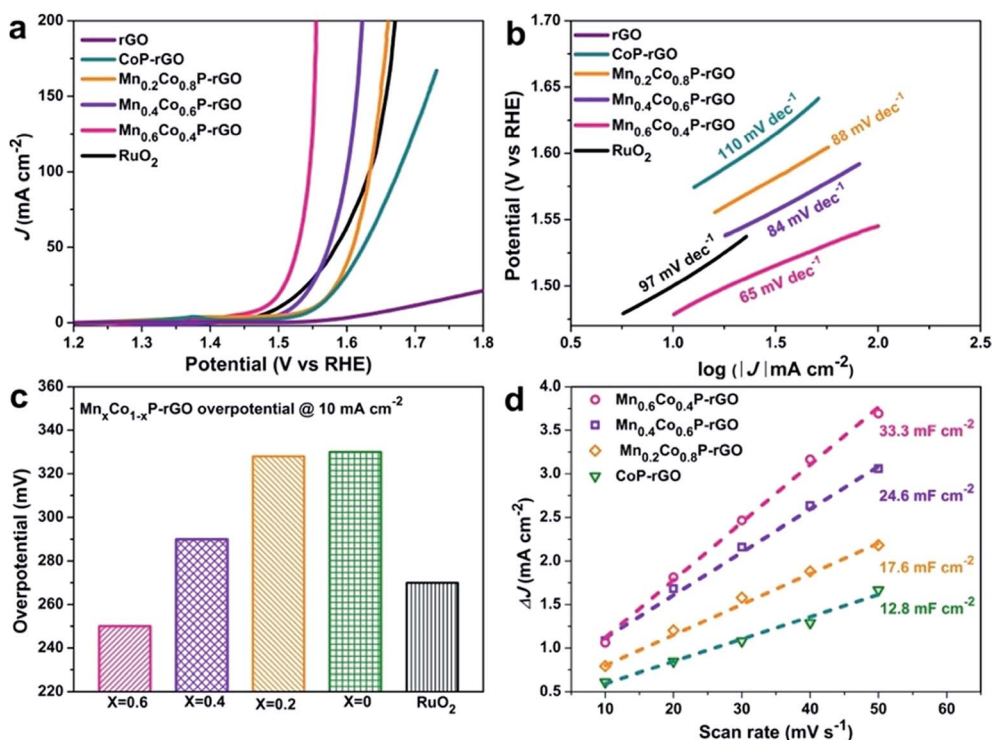 a
200
150
100
50
0
J (mA cm⁻²)
rGO
CoP-rGO
Mn₀.₂Co₀.₈P-rGO
Mn₀.₄Co₀.₆P-rGO
Mn₀.₆Co₀.₄P-rGO
RuO₂
1.2 1.3 1.4 1.5 1.6 1.7 1.8
Potential (V vs RHE)
b
1.70
1.65
1.60
1.55
1.50
Potential (V vs RHE)
rGO
CoP-rGO
Mn₀.₂Co₀.₈P-rGO
Mn₀.₄Co₀.₆P-rGO
Mn₀.₆Co₀.₄P-rGO
RuO₂
110 mV dec⁻¹
88 mV dec⁻¹
84 mV dec⁻¹
97 mV dec⁻¹
65 mV dec⁻¹
0.5 1.0 1.5 2.0 2.5
log (|J|mA cm⁻²)
c
360
340
320
300
280
260
240
220
Overpotential (mV)
MnₓCo₁₋ₓP-rGO overpotential @ 10 mA cm⁻²
X=0.6 X=0.4 X=0.2 X=0 RuO₂
d
4.0
3.5
3.0
2.5
2.0
1.5
1.0
0.5
ΔJ (mA cm⁻²)
Mn₀.₆Co₀.₄P-rGO
Mn₀.₄Co₀.₆P-rGO
Mn₀.₂Co₀.₈P-rGO
CoP-rGO
33.3 mF cm⁻²
24.6 mF cm⁻²
17.6 mF cm⁻²
12.8 mF cm⁻²
10 20 30 40 50 60
Scan rate (mV s⁻¹)